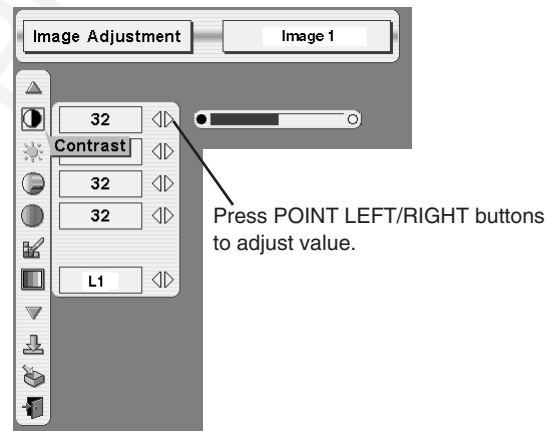 Image Adjustment
Image 1
32
Contrast
32
32
L1
Press POINT LEFT/RIGHT buttons
to adjust value.